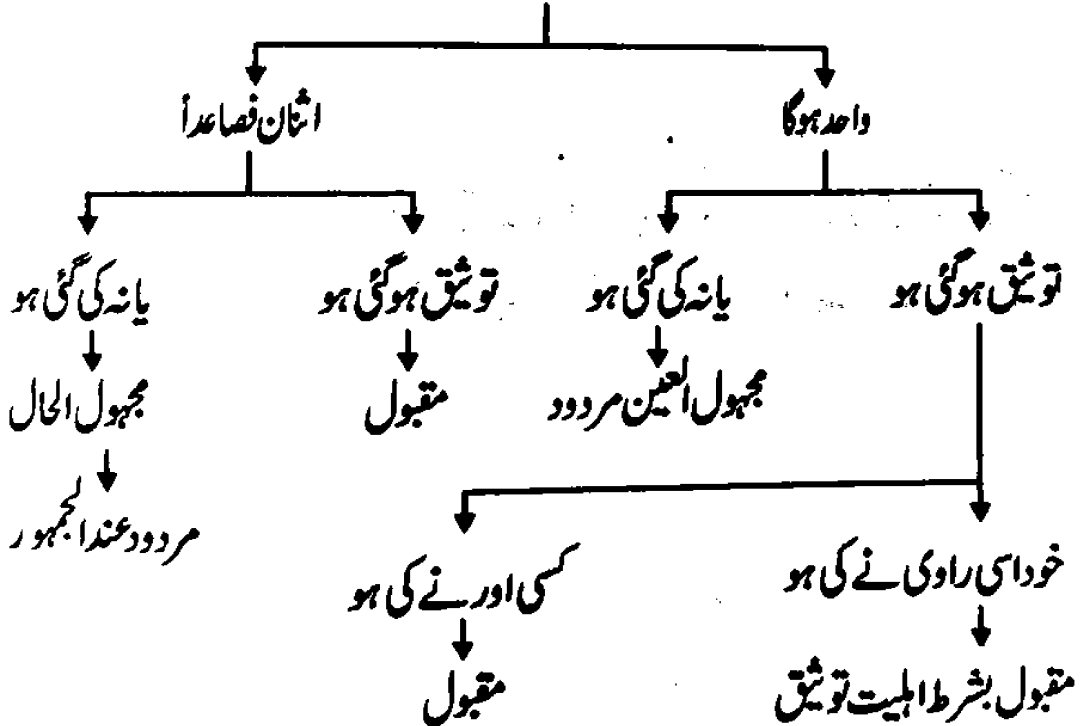 واحد ہوگا
اثنان فصاعداً
توثیق ہوگئی ہو
یا نہ کی گئی ہو
توثیق ہوگئی ہو
یا نہ کی گئی ہو
مجہول العین مردود
مقبول
مجہول الحال
مردود عند الجمہور
خود اسی راوی نے کی ہو
کسی اور نے کی ہو
مقبول بشرط اہلیت توثیق
مقبول